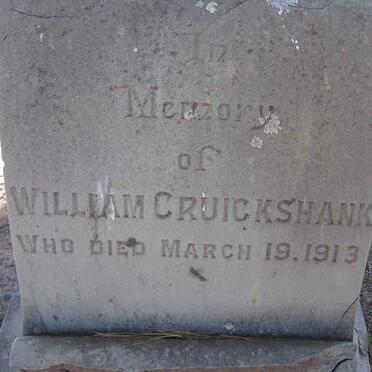 In
Memory
of
WILLIAM CRUICKSHANK
WHO DIED MARCH 19.1913